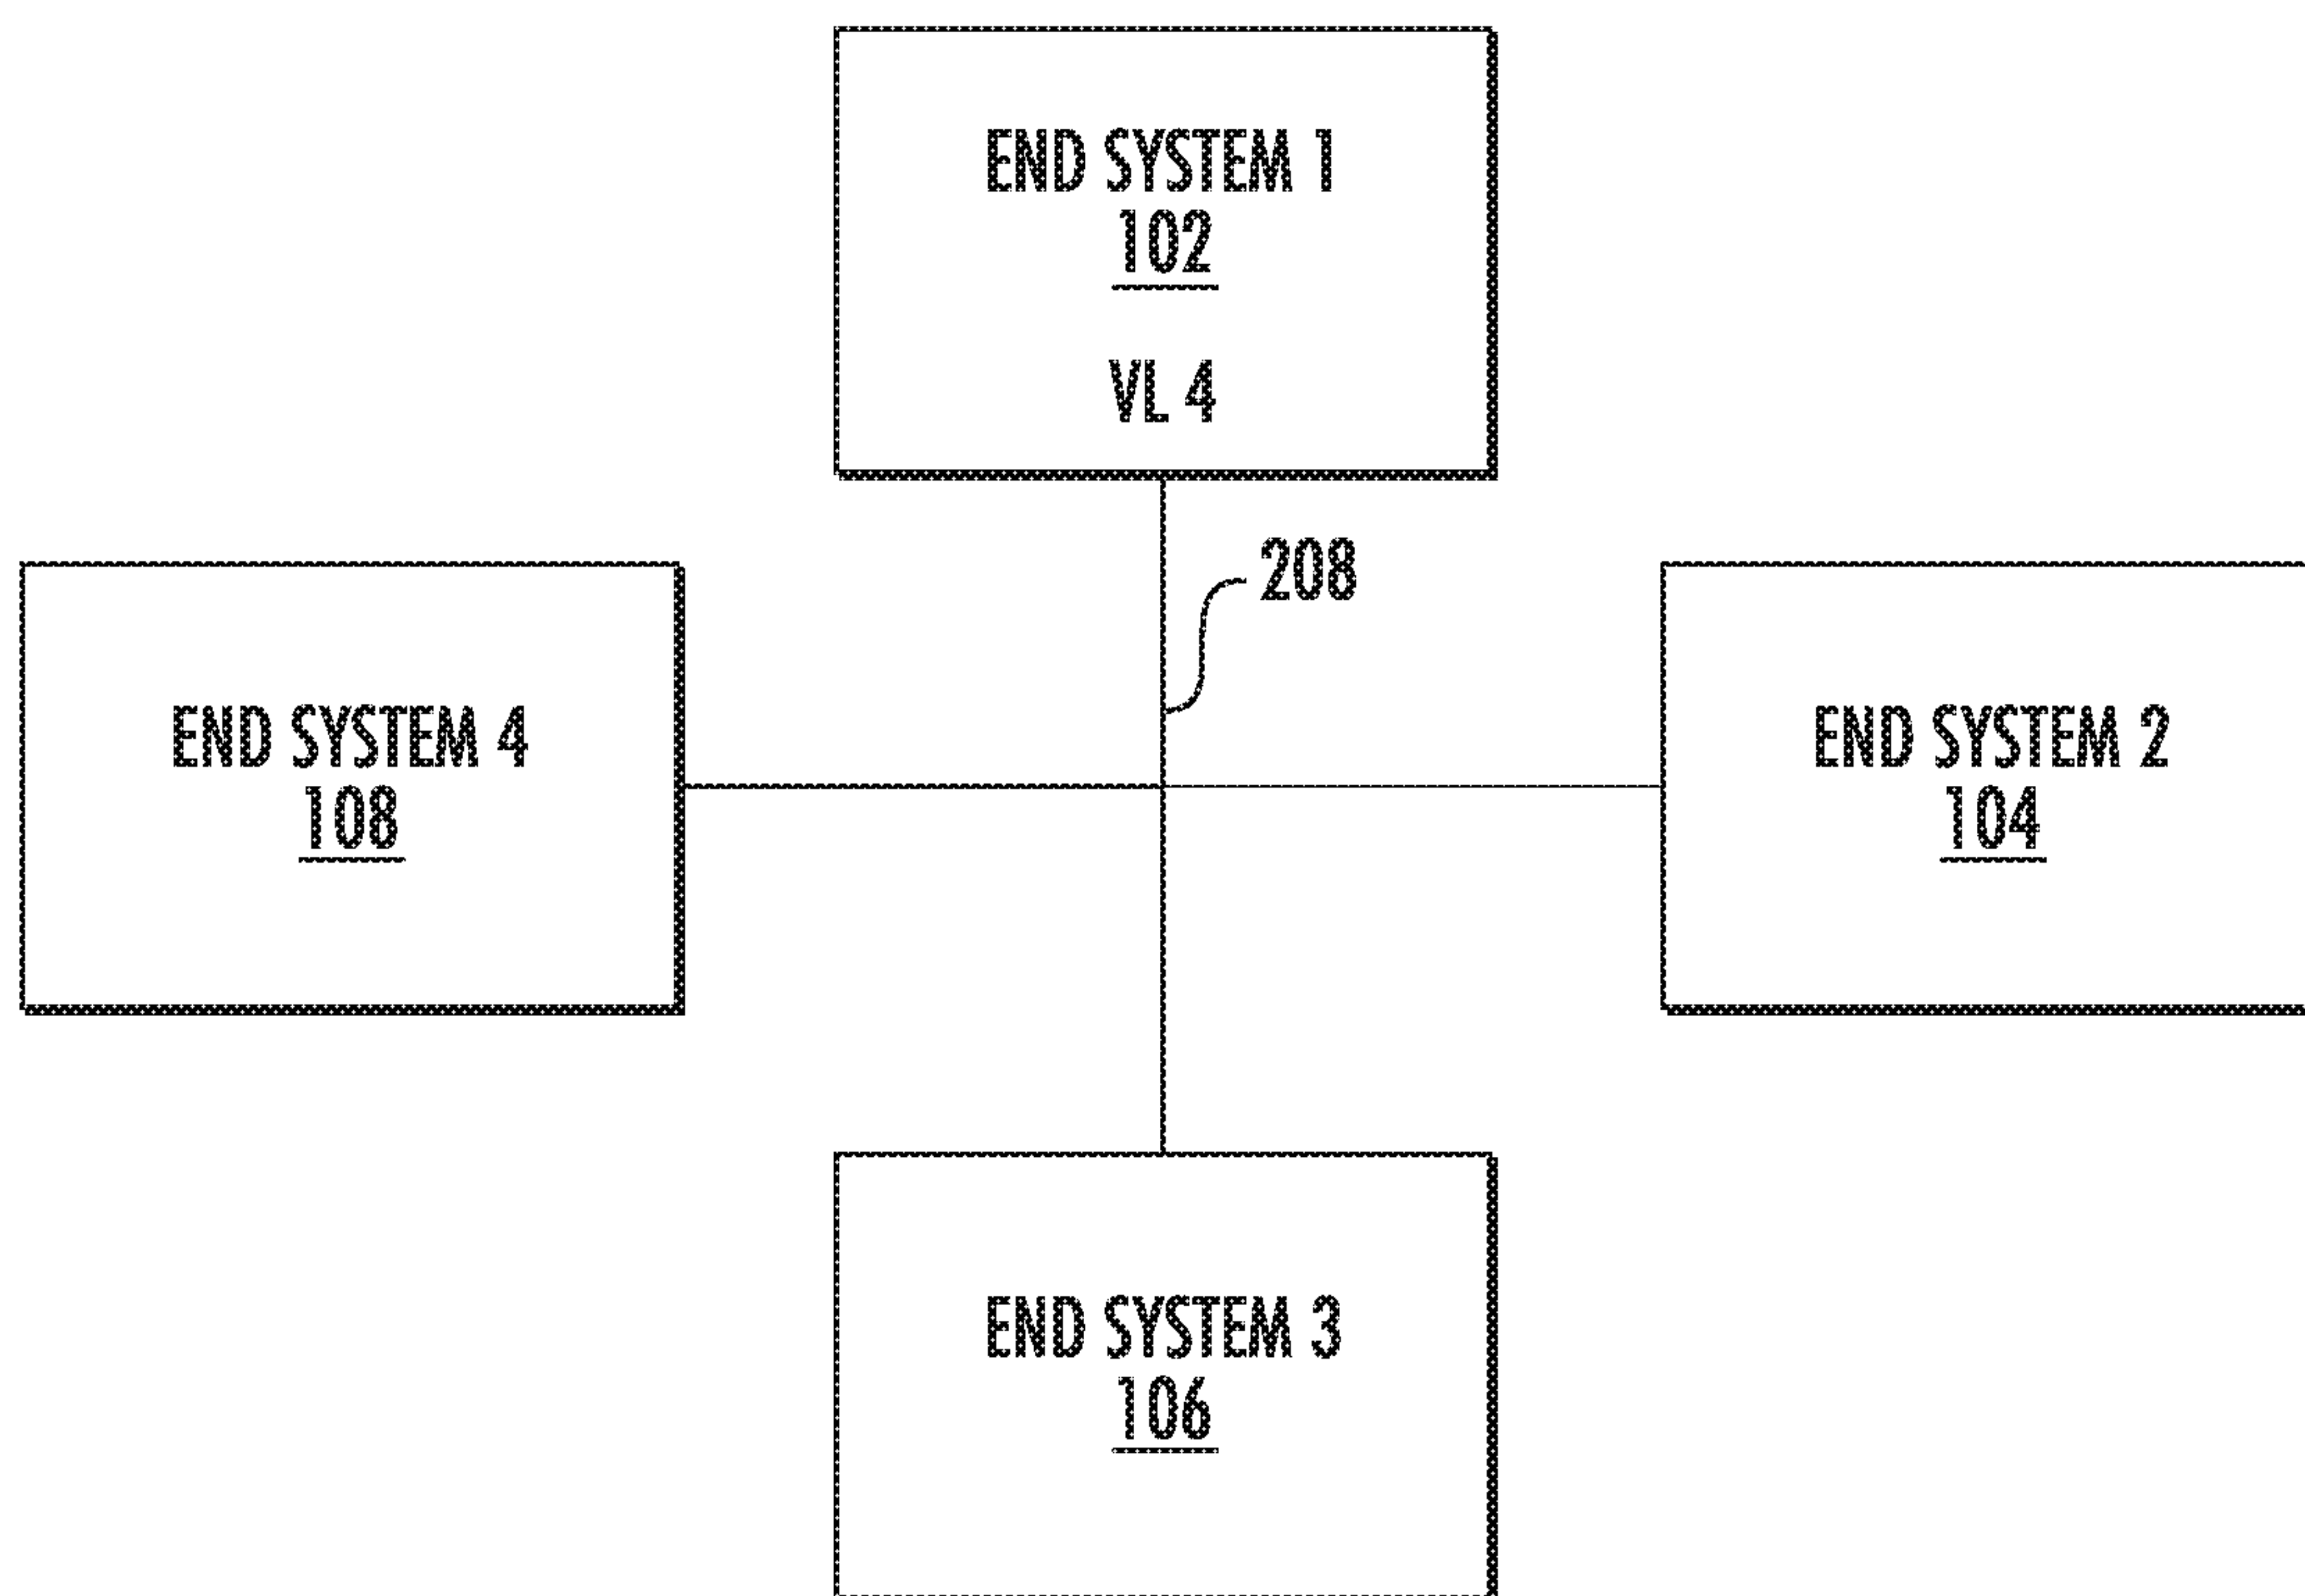 END SYSTEM 1
102
VL 4
208
END SYSTEM 4
108
END SYSTEM 2
104
END SYSTEM 3
106